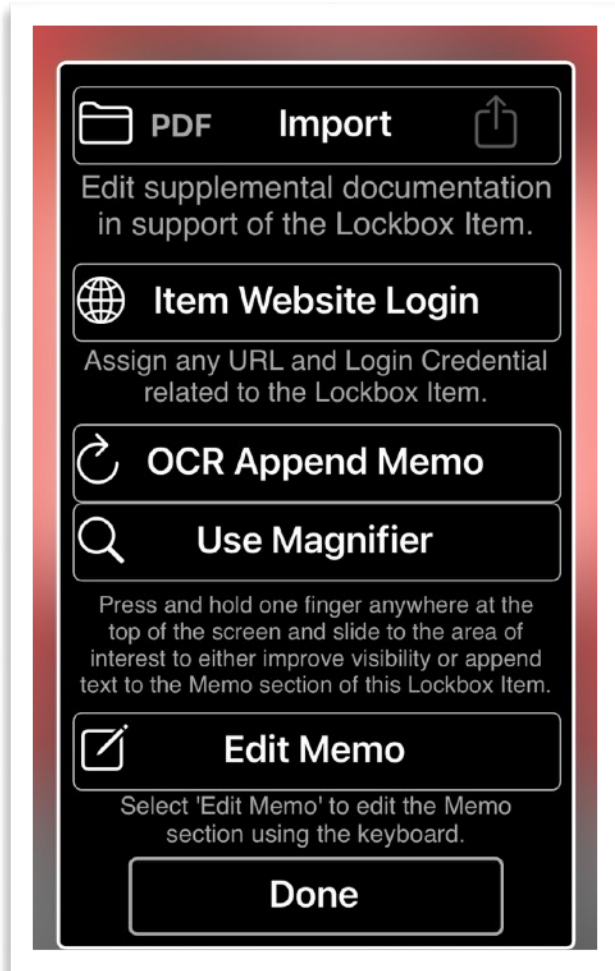 PDF Import
Edit supplemental documentation
in support of the Lockbox Item.
Item Website Login
Assign any URL and Login Credential
related to the Lockbox Item.
OCR Append Memo
Use Magnifier
Press and hold one finger anywhere at the
top of the screen and slide to the area of
interest to either improve visibility or append
text to the Memo section of this Lockbox Item.
Edit Memo
Select 'Edit Memo' to edit the Memo
section using the keyboard.
Done